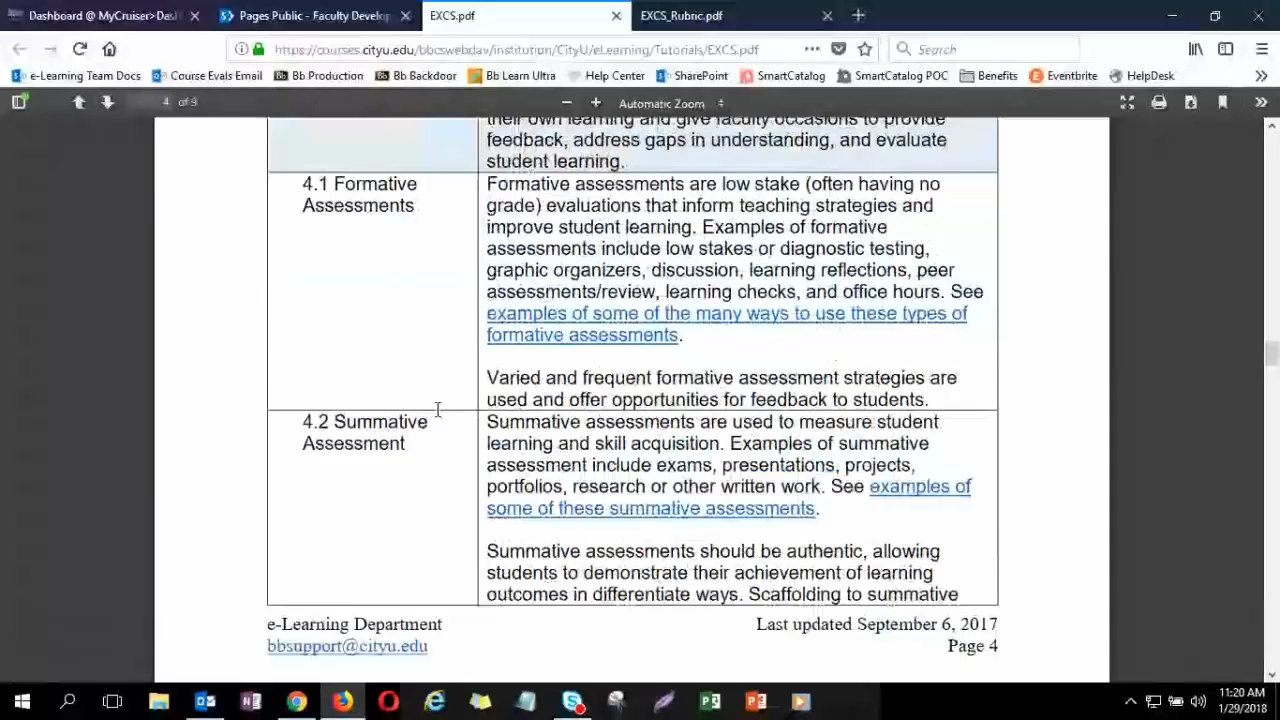 Dashboard @ MyCruiser>Dash
Pages Public - Faculty Develop
EXCS.pdf
EXCS_Rubric.pdf
https://courses.cityu.edu/bbcswebdav/institution/CityU/eLearning/Tutorials/EXCS.pdf
Search
e-Learning Team Docs
Course Evals Email
Bb Production
Bb Backdoor
Bb Learn Ultra
Help Center
SharePoint
SmartCatalog
SmartCatalog POC
Benefits
Eventbrite
HelpDesk
4 of 9
Automatic Zoom
their own learning and give faculty occasions to provide
feedback, address gaps in understanding, and evaluate
student learning.
4.1 Formative
Assessments
Formative assessments are low stake (often having no
grade) evaluations that inform teaching strategies and
improve student learning. Examples of formative
assessments include low stakes or diagnostic testing,
graphic organizers, discussion, learning reflections, peer
assessments/review, learning checks, and office hours. See
examples of some of the many ways to use these types of
formative assessments.
Varied and frequent formative assessment strategies are
used and offer opportunities for feedback to students.
4.2 Summative
Assessment
Summative assessments are used to measure student
learning and skill acquisition. Examples of summative
assessment include exams, presentations, projects,
portfolios, research or other written work. See examples of
some of these summative assessments.
Summative assessments should be authentic, allowing
students to demonstrate their achievement of learning
outcomes in differentiate ways. Scaffolding to summative
e-Learning Department
Last updated September 6, 2017
bbsupport@cityu.edu
Page 4
11:20 AM
1/29/2018